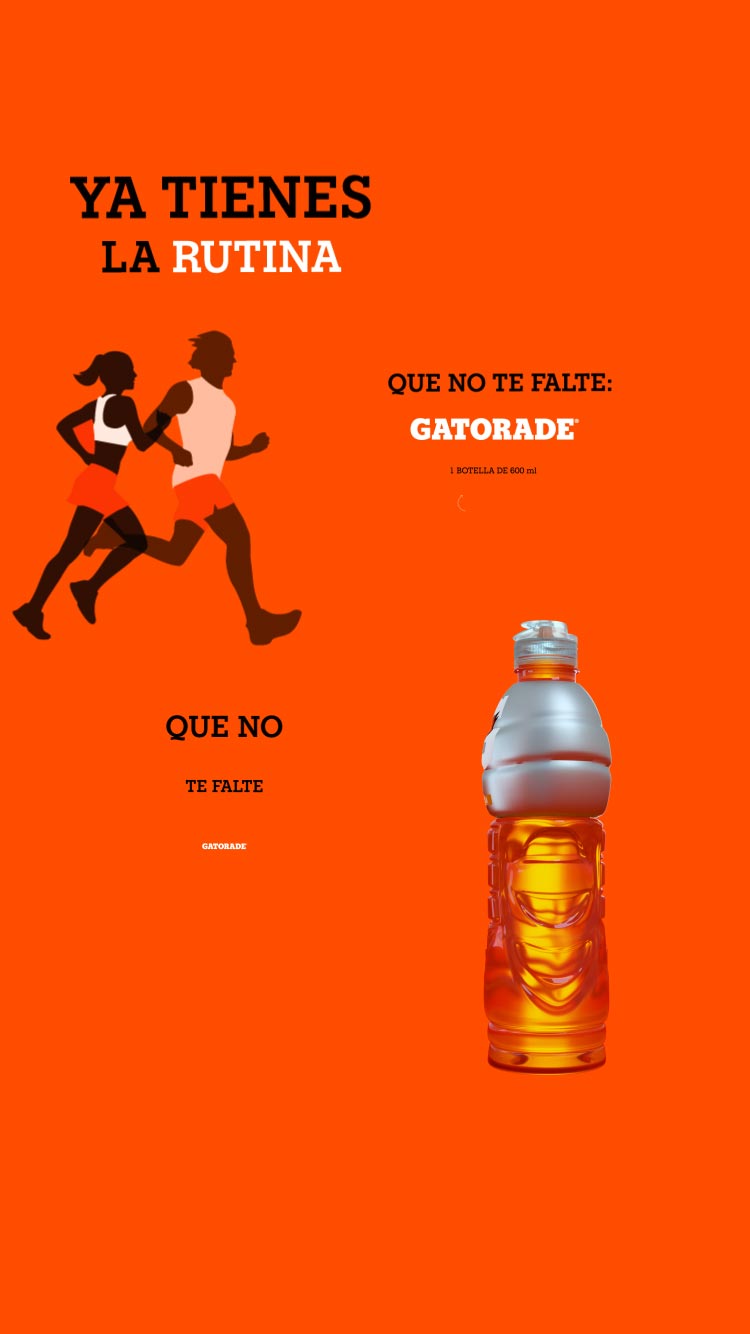 YA TIENES
LA RUTINA
QUE NO TE FALTE:
GATORADE®
1 BOTELLA DE 600 ml
QUE NO
TE FALTE
GATORADE